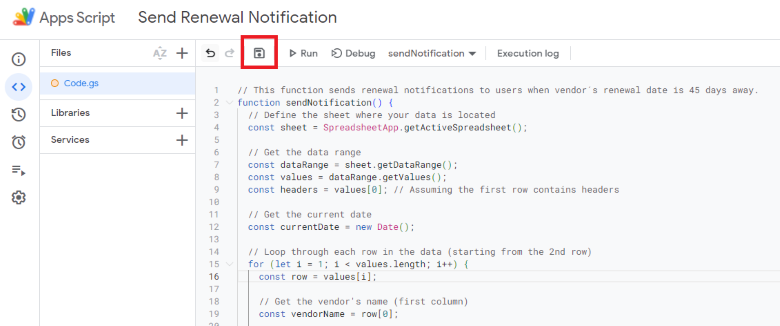 Apps Script Send Renewal Notification
Files
Run Debug sendNotification Execution log
Code.gs
Libraries
Services
1 // This function sends renewal notifications to users when vendor's renewal date is 45 days away.
2 function sendNotification() {
3 // Define the sheet where your data is located
4 const sheet = SpreadsheetApp.getActiveSpreadsheet();
5
6 // Get the data range
7 const dataRange = sheet.getDataRange();
8 const values = dataRange.getValues();
9 const headers = values[0]; // Assuming the first row contains headers
10
11 // Get the current date
12 const currentDate = new Date();
13
14 // Loop through each row in the data (starting from the 2nd row)
15 for (let i = 1; i < values.length; i++) {
16 const row = values[i];
17
18 // Get the vendor's name (first column)
19 const vendorName = row[0];